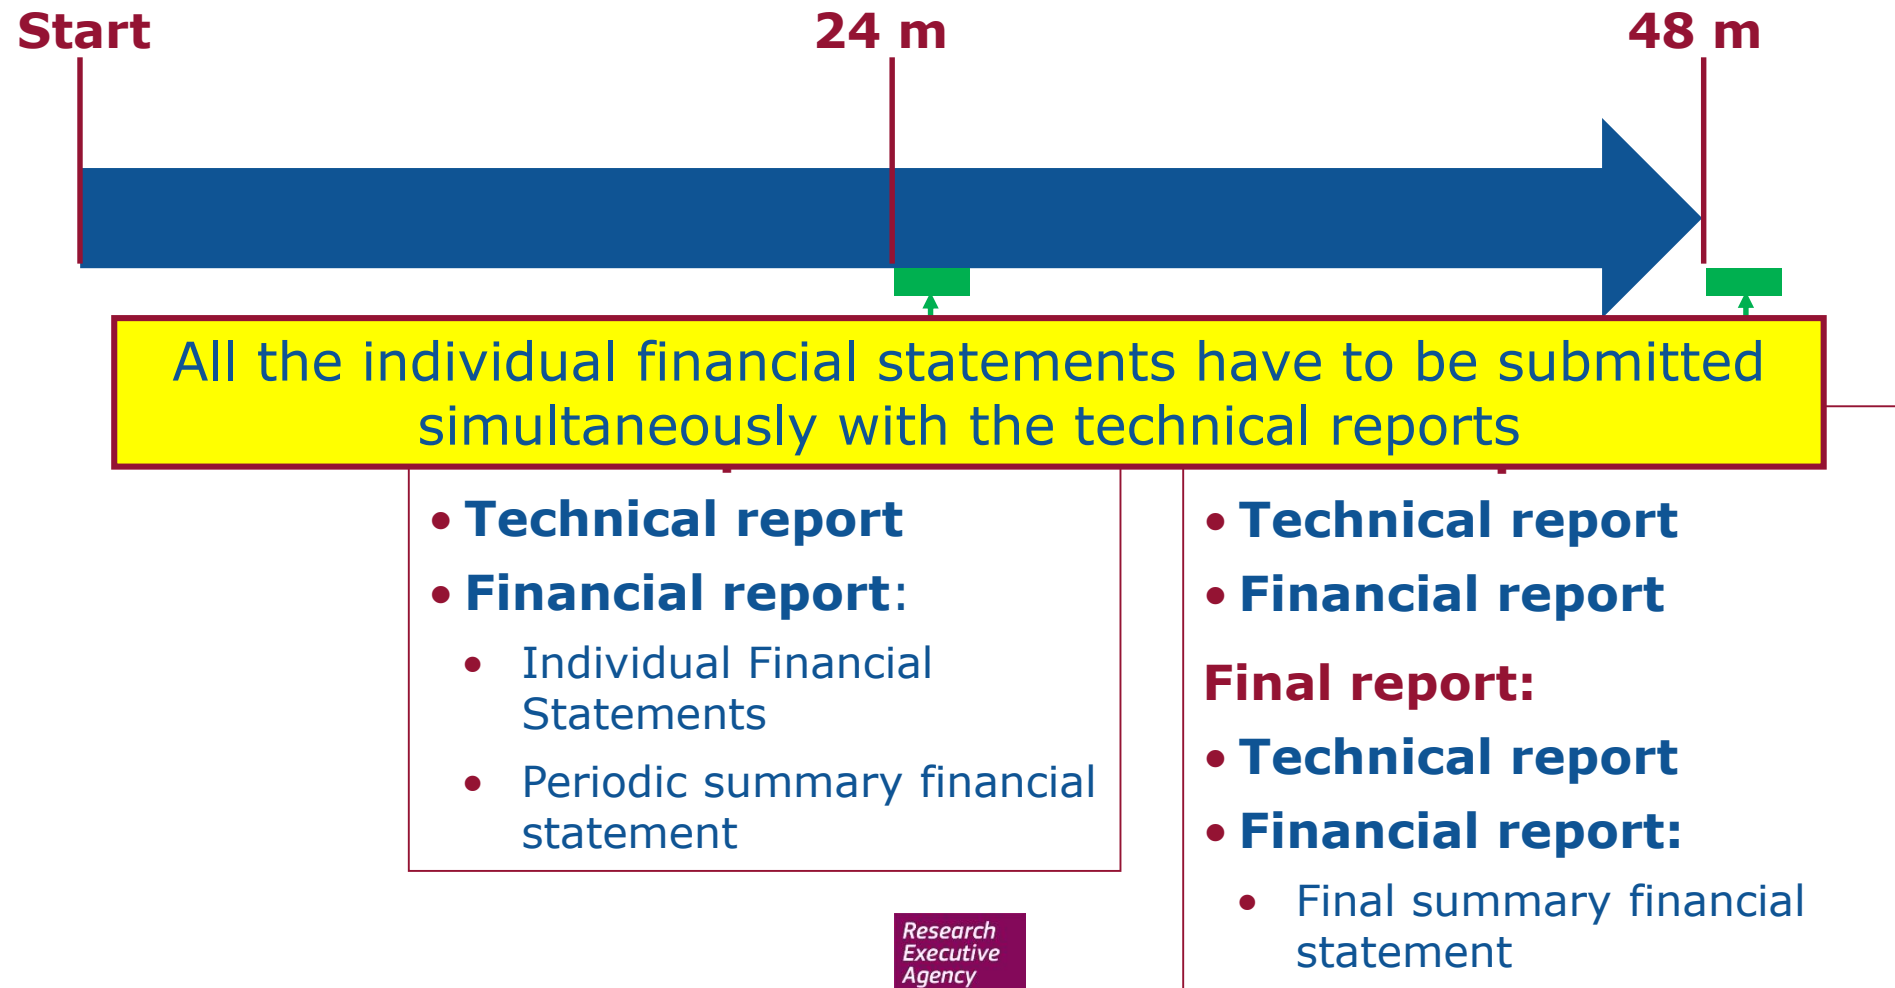 Start
24 m
48 m
All the individual financial statements have to be submitted
simultaneously with the technical reports
• Technical report
• Financial report:
• Individual Financial
Statements
• Periodic summary financial
statement
• Technical report
• Financial report
Final report:
• Technical report
• Financial report:
• Final summary financial
statement
Research
Executive
Agency